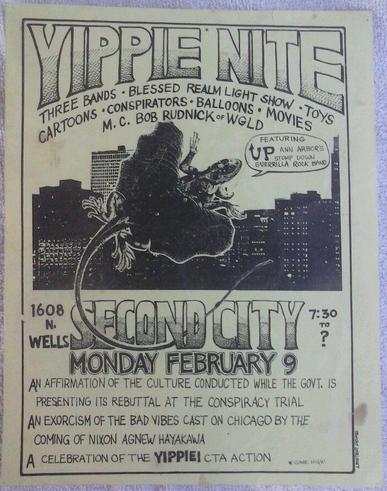 YIPPIE NITE
THREE BANDS • BLESSED REALM LIGHT SHOW • TOYS
CARTOONS • CONSPIRATORS • BALLOONS • MOVIES
M.C. BOB RUDNICK OF WGLD
FEATURING
UP ANN ARBOR'S
STOMP DOWN
GUERRILLA ROCK BAND
1608
N.
WELLS
SECOND CITY
7:30
TO
?
MONDAY FEBRUARY 9
AN AFFIRMATION OF THE CULTURE CONDUCTED WHILE THE GOVT. IS
PRESENTING ITS REBUTTAL AT THE CONSPIRACY TRIAL
AN EXORCISM OF THE BAD VIBES CAST ON CHICAGO BY THE
COMING OF NIXON AGNEW HAYAKAWA
A CELEBRATION OF THE YIPPIE! CTA ACTION